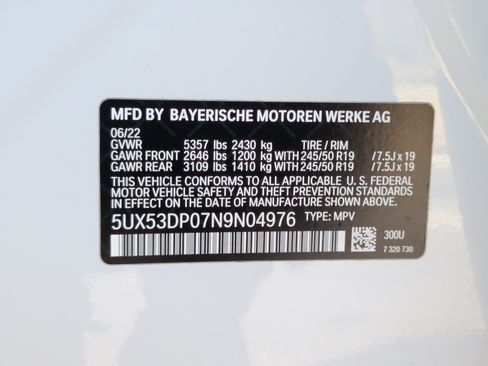 MFD BY BAYERISCHE MOTOREN WERKE AG
06/22
GVWR 5357 lbs 2430 kg TIRE / RIM
GAWR FRONT 2646 lbs 1200 kg WITH 245/50 R19 /7.5J x 19
GAWR REAR 3109 lbs 1410 kg WITH 245/50 R19 /7.5J x 19
THIS VEHICLE CONFORMS TO ALL APPLICABLE U. S. FEDERAL
MOTOR VEHICLE SAFETY AND THEFT PREVENTION STANDARDS
IN EFFECT ON THE DATE OF MANUFACTURE SHOWN ABOVE.
5UX53DP07N9N04976 TYPE: MPV
300U
7 320 730